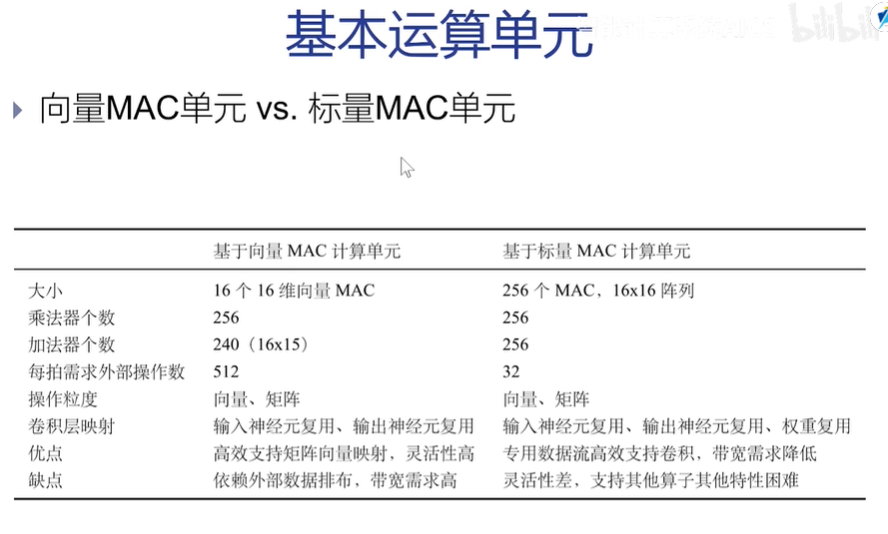 基本运算单元
bilibili
向量MAC单元 vs. 标量MAC单元
基于向量 MAC 计算单元 基于标量 MAC 计算单元
大小 16 个 16 维向量 MAC 256 个 MAC，16x16 阵列
乘法器个数 256 256
加法器个数 240（16x15） 256
每拍需求外部操作数 512 32
操作粒度 向量、矩阵 向量、矩阵
卷积层映射 输入神经元复用、输出神经元复用 输入神经元复用、输出神经元复用、权重复用
优点 高效支持矩阵向量映射，灵活性高 专用数据流高效支持卷积，带宽需求降低
缺点 依赖外部数据排布，带宽需求高 灵活性差，支持其他算子其他特性困难